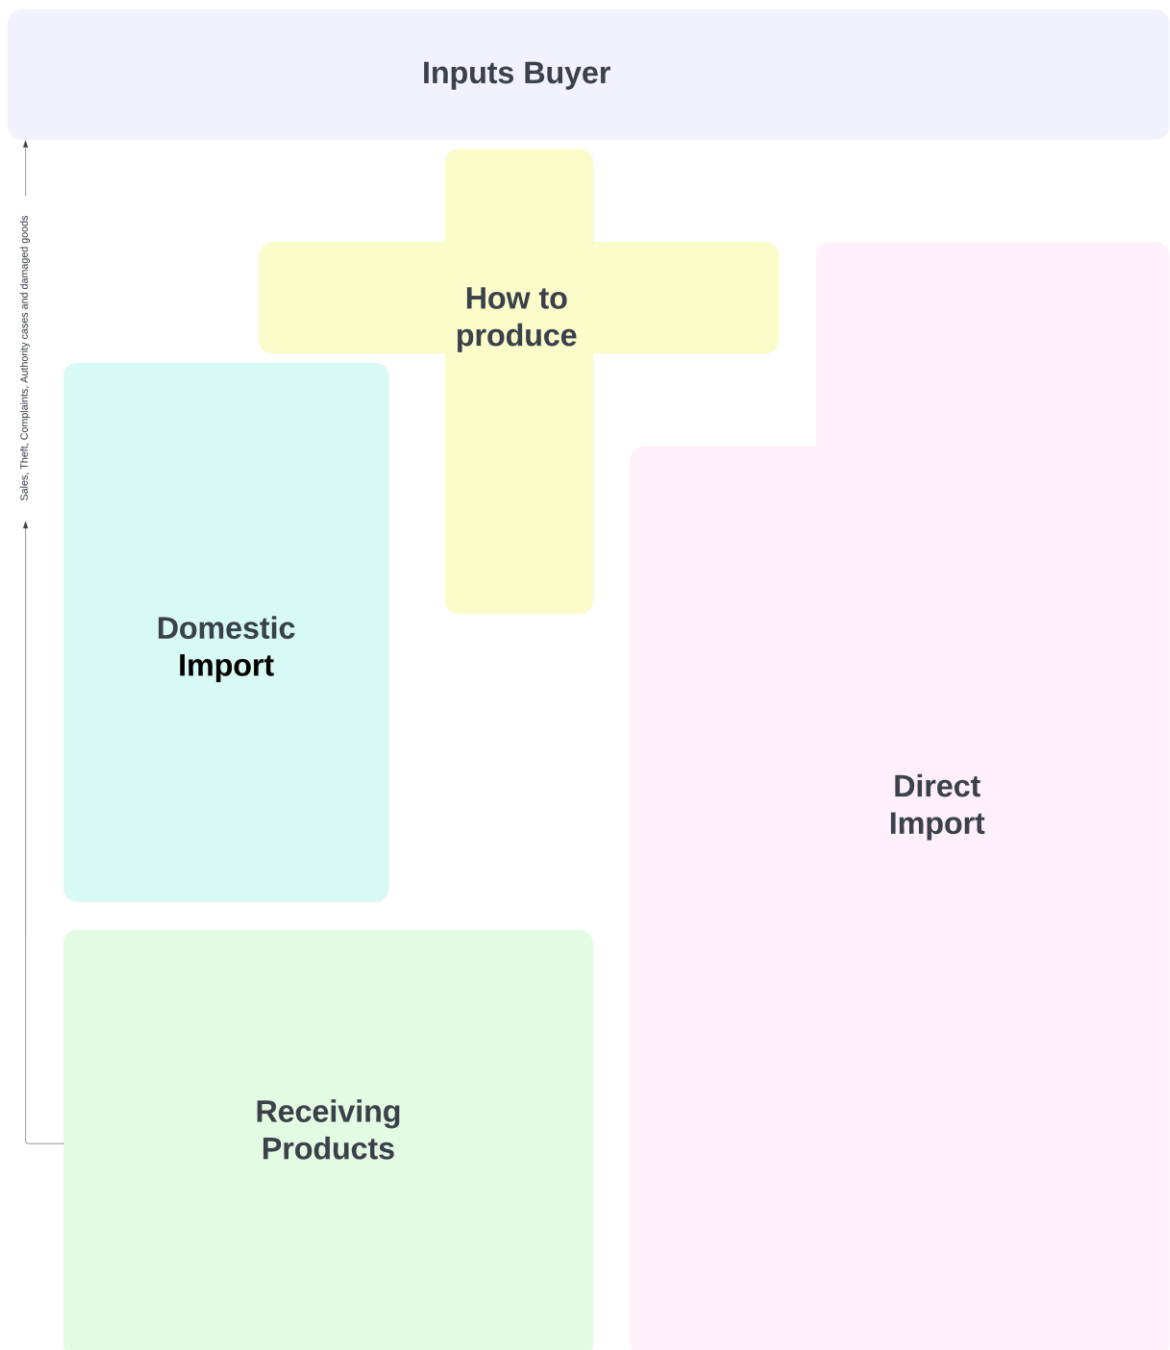 Inputs Buyer
Sales, Theft, Complaints, Authority cases and damaged goods
How to
produce
Domestic
Import
Direct
Import
Receiving
Products